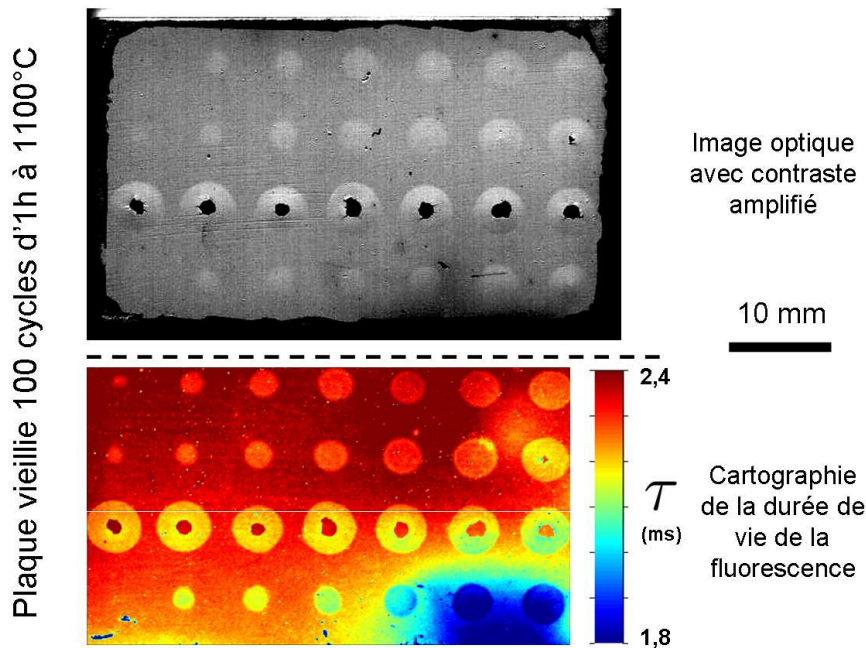 Plaque vieillie 100 cycles d'1h à 1100°C
Image optique
avec contraste
amplifié
10 mm
2,4
τ
(ms)
1,8
Cartographie
de la durée de
vie de la
fluorescence